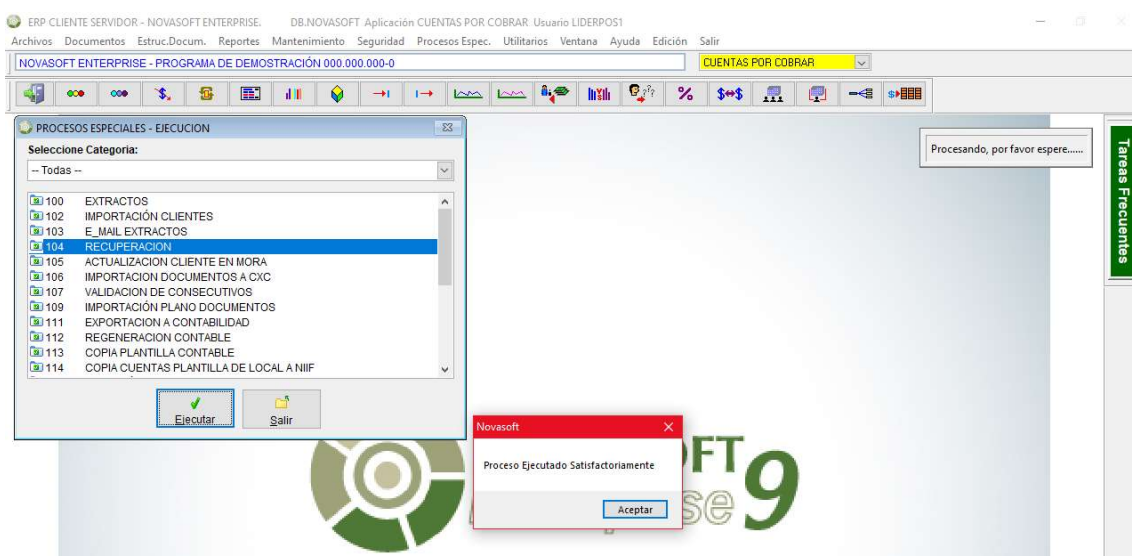 ERP CLIENTE SERVIDOR - NOVASOFT ENTERPRISE. DB.NOVASOFT Aplicación CUENTAS POR COBRAR Usuario LIDERPOS1
Archivos Documentos Estruc.Docum. Reportes Mantenimiento Seguridad Procesos Espec. Utilitarios Ventana Ayuda Edición Salir
NOVASOFT ENTERPRISE - PROGRAMA DE DEMOSTRACIÓN 000.000.000-0 CUENTAS POR COBRAR
PROCESOS ESPECIALES - EJECUCION
Seleccione Categoria:
-- Todas --
100 EXTRACTOS
102 IMPORTACIÓN CLIENTES
103 E_MAIL EXTRACTOS
104 RECUPERACION
105 ACTUALIZACION CLIENTE EN MORA
106 IMPORTACION DOCUMENTOS A CXC
107 VALIDACION DE CONSECUTIVOS
109 IMPORTACIÓN PLANO DOCUMENTOS
111 EXPORTACION A CONTABILIDAD
112 REGENERACION CONTABLE
113 COPIA PLANTILLA CONTABLE
114 COPIA CUENTAS PLANTILLA DE LOCAL A NIIF
Ejecutar Salir
Procesando, por favor espere......
Tareas Frecuentes
Novasoft
Proceso Ejecutado Satisfactoriamente
Aceptar
FT
se 9